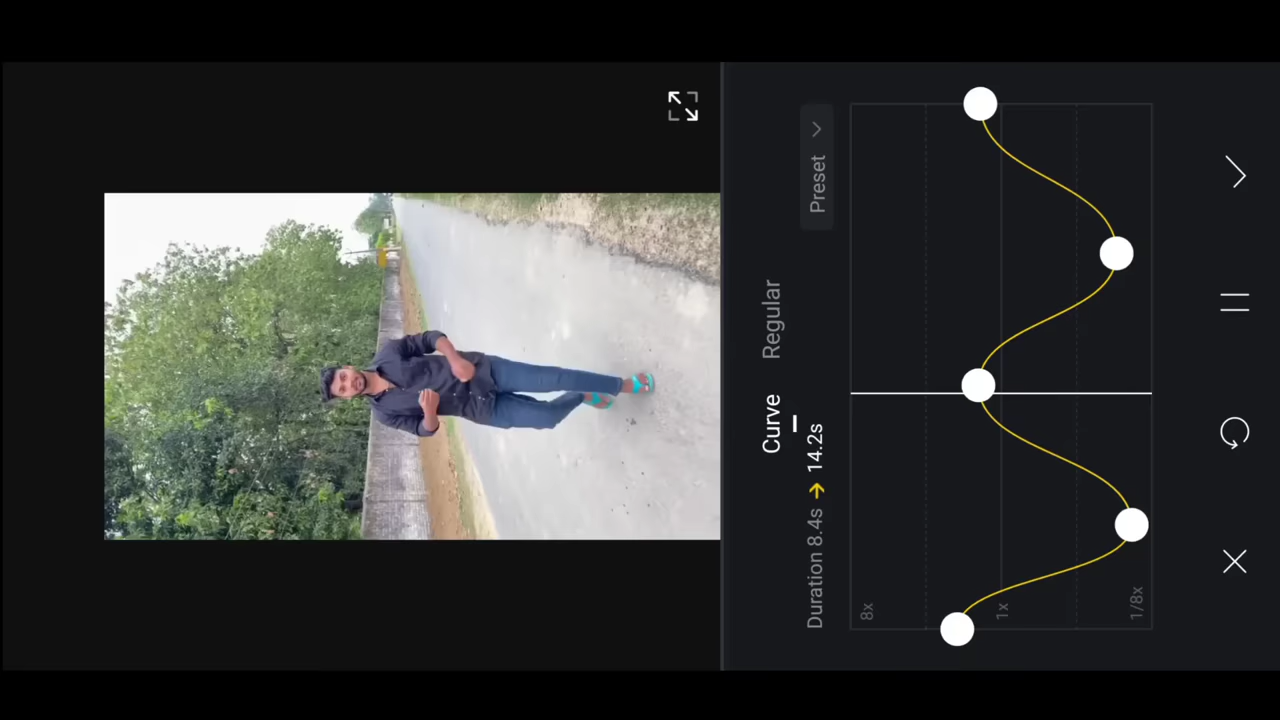 Curve
Regular
Duration 8.4s → 14.2s
Preset
8x
1x
1/8x